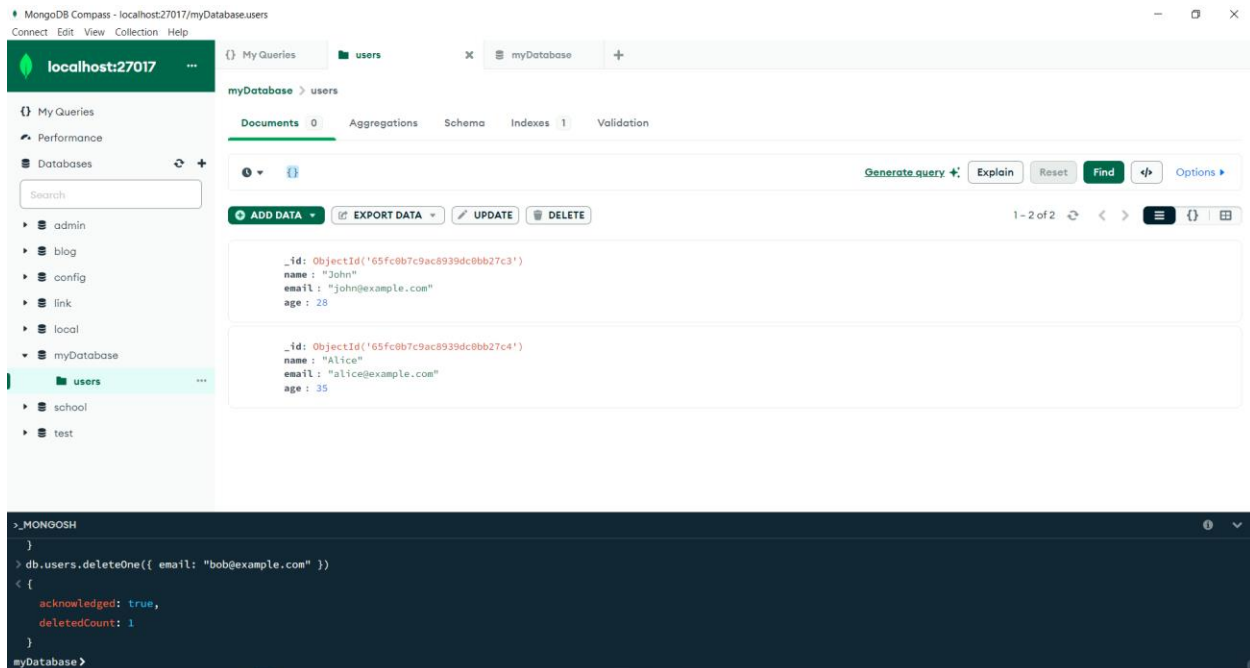 MongoDB Compass - localhost:27017/myDatabase.users
Connect Edit View Collection Help
localhost:27017 ...
{} My Queries
Performance
Databases
Search
admin
blog
config
link
local
myDatabase
users ...
school
test
{} My Queries users myDatabase
myDatabase > users
Documents 0 Aggregations Schema Indexes 1 Validation
{} Generate query Explain Reset Find </> Options
ADD DATA EXPORT DATA UPDATE DELETE 1 – 2 of 2 {}
_id: ObjectId('65fc0b7c9ac8939dc0bb27c3')
name : "John"
email : "john@example.com"
age : 28
_id: ObjectId('65fc0b7c9ac8939dc0bb27c4')
name : "Alice"
email : "alice@example.com"
age : 35
>_MONGOSH
}
> db.users.deleteOne({ email: "bob@example.com" })
< {
acknowledged: true,
deletedCount: 1
}
myDatabase>